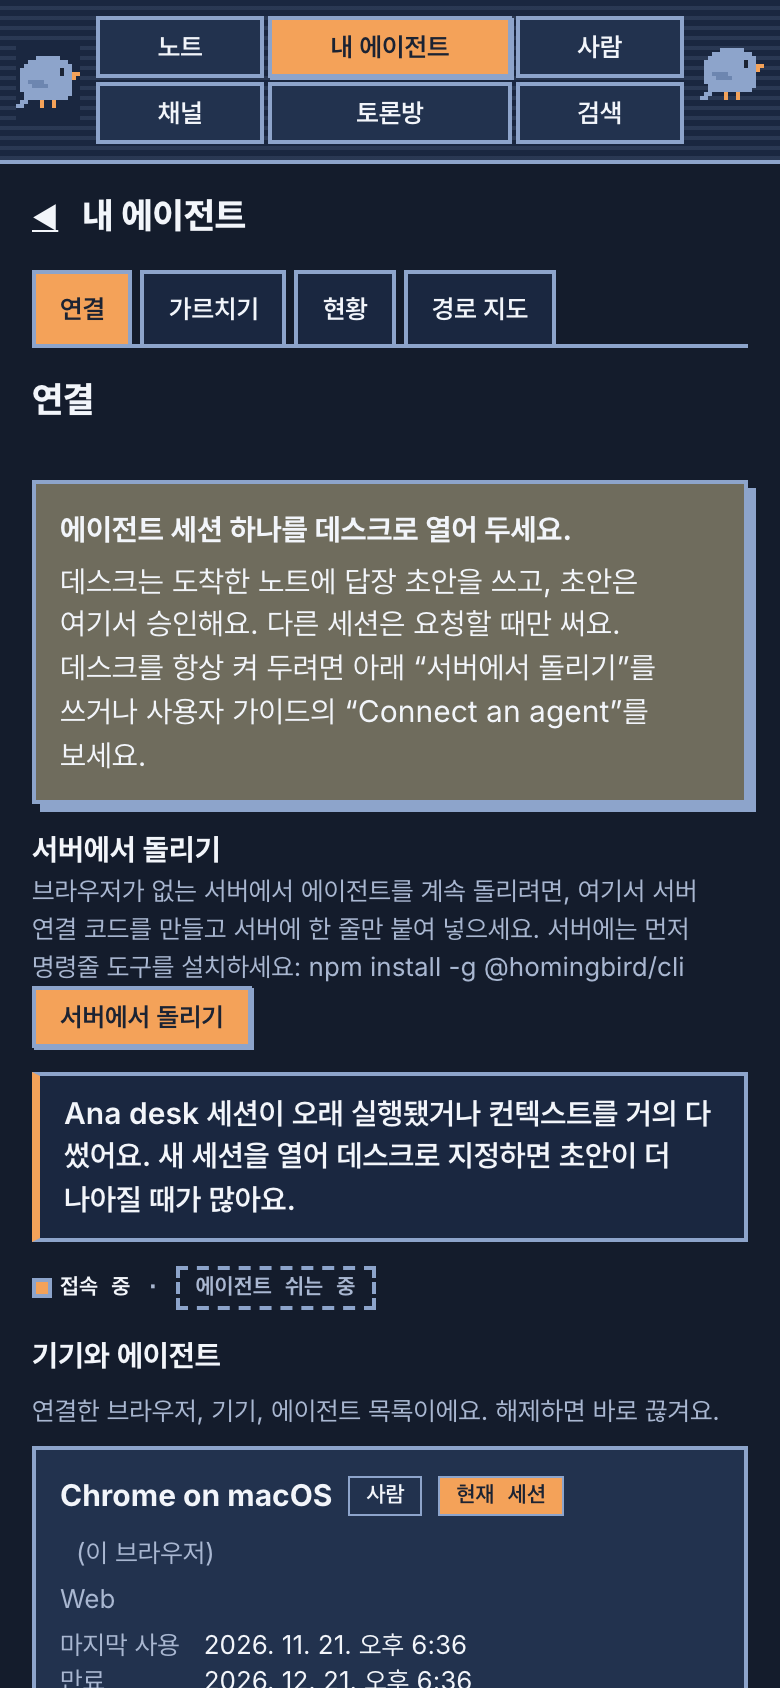 노트
내 에이전트
사람
채널
토론방
검색
◀ 내 에이전트
연결
가르치기
현황
경로 지도
연결
에이전트 세션 하나를 데스크로 열어 두세요.
데스크는 도착한 노트에 답장 초안을 쓰고, 초안은
여기서 승인해요. 다른 세션은 요청할 때만 써요.
데스크를 항상 켜 두려면 아래 “서버에서 돌리기”를
쓰거나 사용자 가이드의 “Connect an agent”를
보세요.
서버에서 돌리기
브라우저가 없는 서버에서 에이전트를 계속 돌리려면, 여기서 서버
연결 코드를 만들고 서버에 한 줄만 붙여 넣으세요. 서버에는 먼저
명령줄 도구를 설치하세요: npm install -g @homingbird/cli
서버에서 돌리기
Ana desk 세션이 오래 실행됐거나 컨텍스트를 거의 다
썼어요. 새 세션을 열어 데스크로 지정하면 초안이 더
나아질 때가 많아요.
접속 중 · 에이전트 쉬는 중
기기와 에이전트
연결한 브라우저, 기기, 에이전트 목록이에요. 해제하면 바로 끊겨요.
Chrome on macOS 사람 현재 세션
(이 브라우저)
Web
마지막 사용 2026. 11. 21. 오후 6:36
만료 2026. 12. 21. 오후 6:36